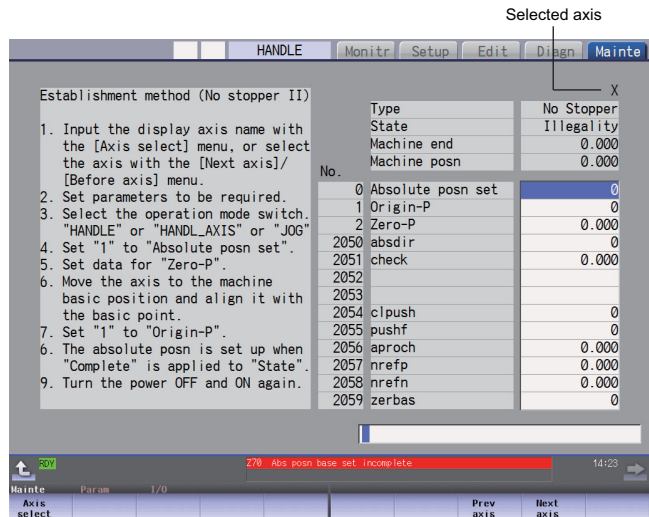 Selected axis
HANDLE Monitr Setup Edit Diagn Mainte
X
Establishment method (No stopper II)
1. Input the display axis name with
the [Axis select] menu, or select
the axis with the [Next axis]/
[Before axis] menu.
2. Set parameters to be required.
3. Select the operation mode switch.
"HANDLE" or "HANDL_AXIS" or "JOG"
4. Set "1" to "Absolute posn set".
5. Set data for "Zero-P".
6. Move the axis to the machine
basic position and align it with
the basic point.
7. Set "1" to "Origin-P".
6. The absolute posn is set up when
"Complete" is applied to "State".
9. Turn the power OFF and ON again.
Type No Stopper
State Illegality
Machine end 0.000
Machine posn 0.000
No.
0 Absolute posn set 0
1 Origin-P 0
2 Zero-P 0.000
2050 absdir 0
2051 check 0.000
2052
2053
2054 clpush 0
2055 pushf 0
2056 aproch 0.000
2057 nrefp 0.000
2058 nrefn 0.000
2059 zerbas 0
RDY Z70 Abs posn base set incomplete 14:23
Mainte Param I/O
Axis select Prev axis Next axis